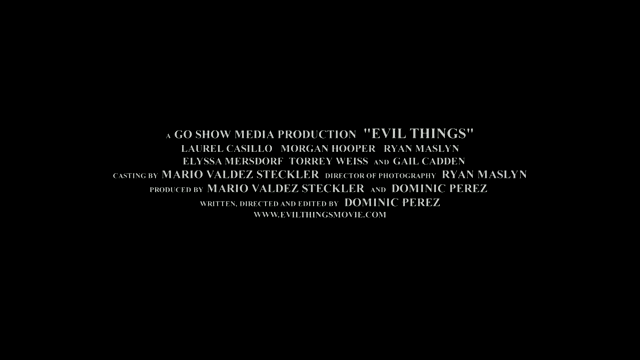 A GO SHOW MEDIA PRODUCTION "EVIL THINGS"
LAUREL CASILLO MORGAN HOOPER RYAN MASLYN
ELYSSA MERSDORF TORREY WEISS AND GAIL CADDEN
CASTING BY MARIO VALDEZ STECKLER DIRECTOR OF PHOTOGRAPHY RYAN MASLYN
PRODUCED BY MARIO VALDEZ STECKLER AND DOMINIC PEREZ
WRITTEN, DIRECTED AND EDITED BY DOMINIC PEREZ
WWW.EVILTHINGSMOVIE.COM